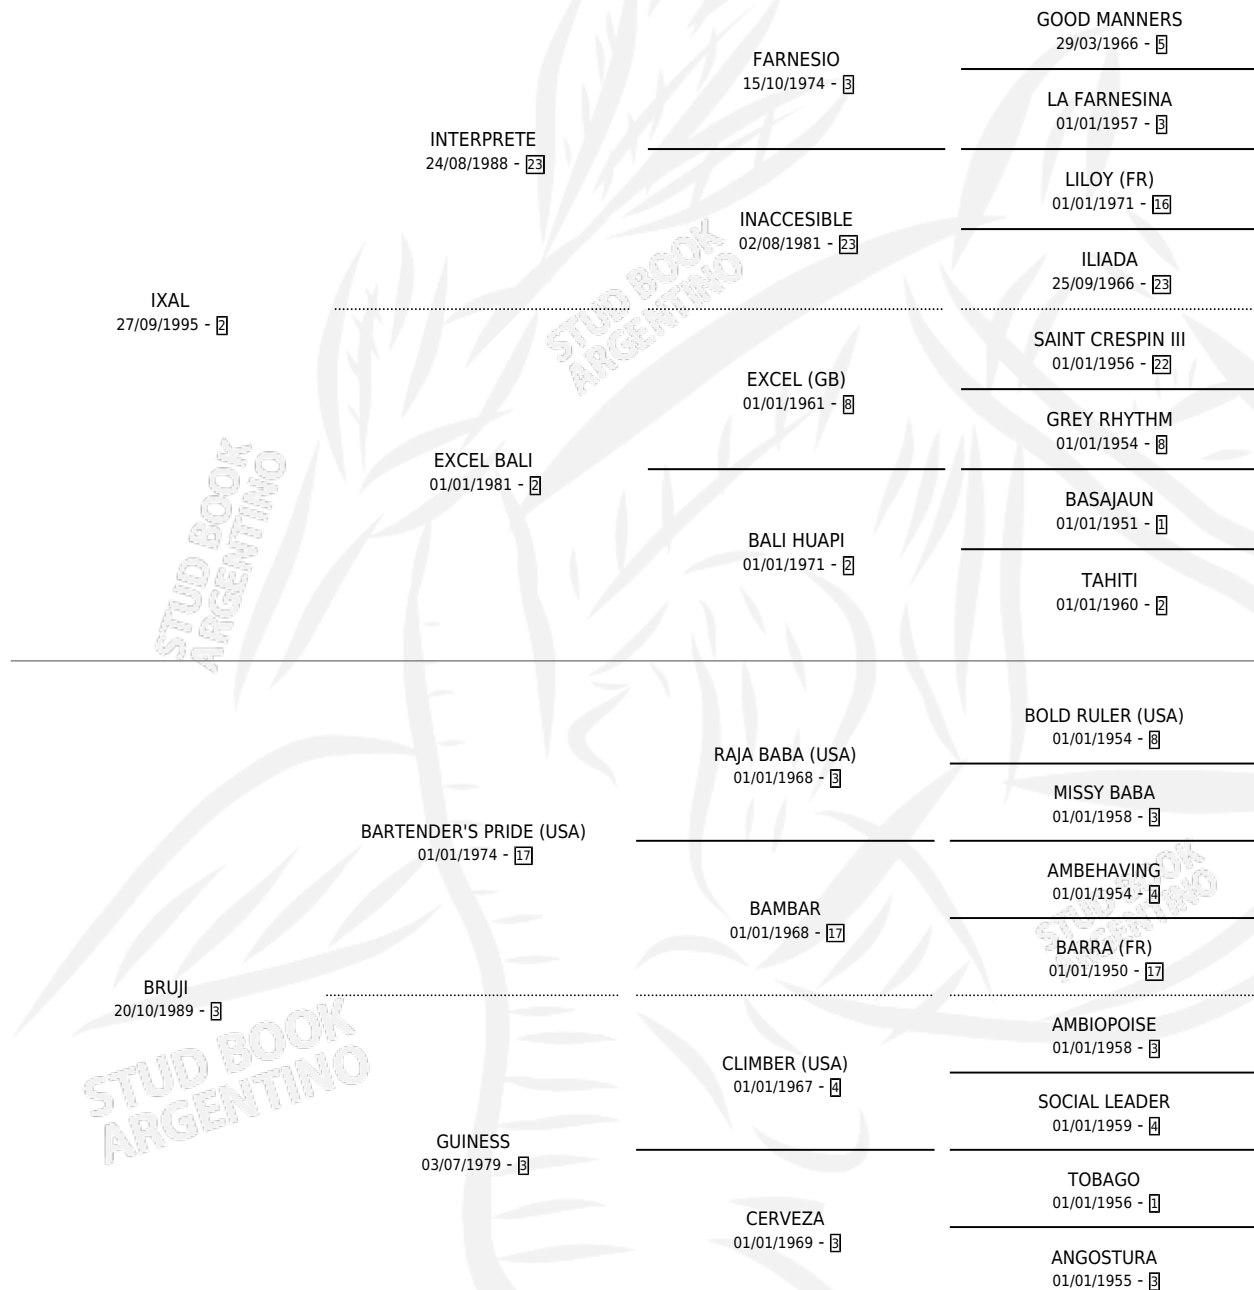 GOOD MANNERS
29/03/1966 - 5
FARNESIO
15/10/1974 - 3
LA FARNESINA
01/01/1957 - 3
INTERPRETE
24/08/1988 - 23
LILOY (FR)
01/01/1971 - 16
INACCESIBLE
02/08/1981 - 23
ILIADA
25/09/1966 - 23
IXAL
27/09/1995 - 2
SAINT CRESPIN III
01/01/1956 - 22
EXCEL (GB)
01/01/1961 - 8
GREY RHYTHM
01/01/1954 - 8
EXCEL BALI
01/01/1981 - 2
BASAJAUN
01/01/1951 - 1
BALI HUAPI
01/01/1971 - 2
TAHITI
01/01/1960 - 2
BOLD RULER (USA)
01/01/1954 - 8
RAJA BABA (USA)
01/01/1968 - 3
MISSY BABA
01/01/1958 - 3
BARTENDER'S PRIDE (USA)
01/01/1974 - 17
AMBEHAVING
01/01/1954 - 4
BAMBAR
01/01/1968 - 17
BARRA (FR)
01/01/1950 - 17
BRUJI
20/10/1989 - 3
AMBIOPOISE
01/01/1958 - 3
CLIMBER (USA)
01/01/1967 - 4
SOCIAL LEADER
01/01/1959 - 4
GUINESS
03/07/1979 - 3
TOBAGO
01/01/1956 - 1
CERVEZA
01/01/1969 - 3
ANGOSTURA
01/01/1955 - 3
STUD BOOK
ARGENTINO
STUD BOOK
ARGENTINO
STUD BOOK
ARGENTINO
STUD BOOK
ARGENTINO